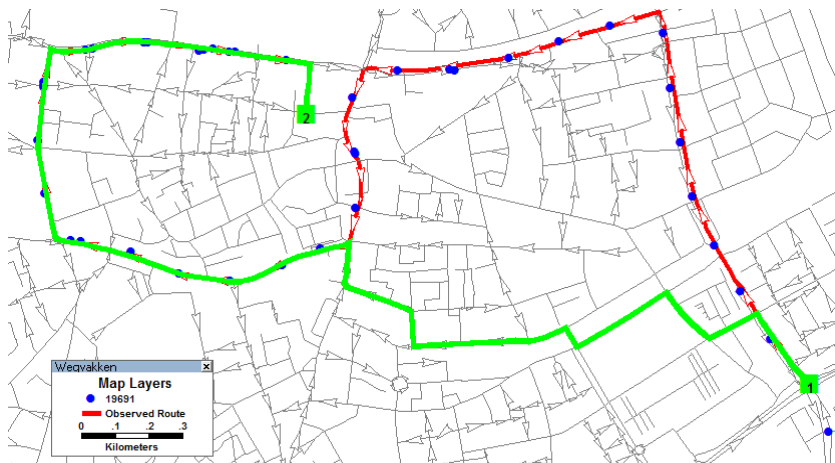 2
1
Wegvakken
Map Layers
19691
Observed Route
0 .1 .2 .3
Kilometers